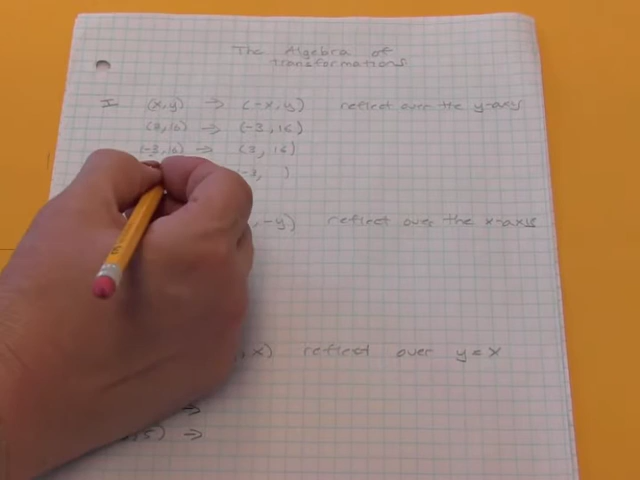 The Algebra of
transformations
I (x,y) → (-x, y) reflect over the y-axis
(3,16) → (-3, 16)
(-3,16) → (3, 16)
(-3, )
, -y) reflect over the x-axis
, x) reflect over y = x
→
5) →